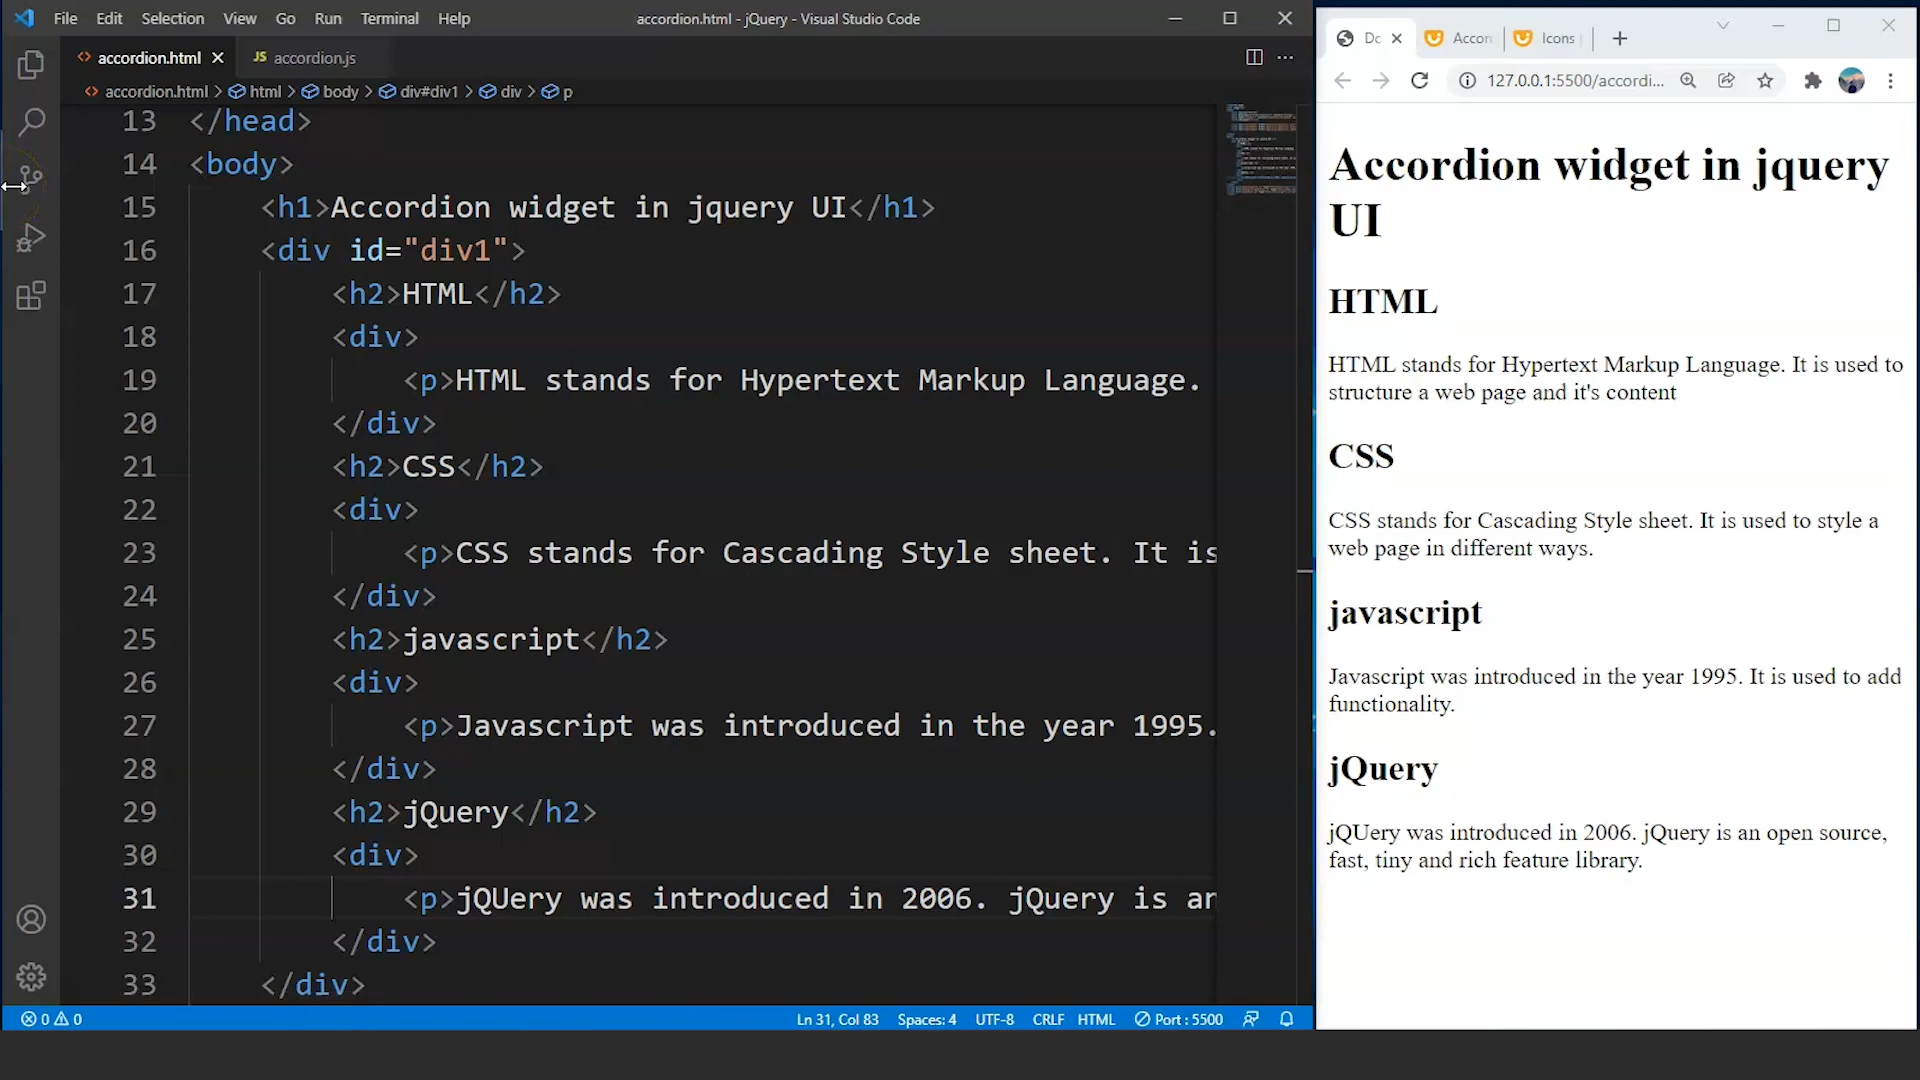 File Edit Selection View Go Run Terminal Help
accordion.html - jQuery - Visual Studio Code
accordion.html
JS accordion.js
accordion.html > html > body > div#div1 > div > p
13 </head>
14 <body>
15 <h1>Accordion widget in jquery UI</h1>
16 <div id="div1">
17 <h2>HTML</h2>
18 <div>
19 <p>HTML stands for Hypertext Markup Language.
20 </div>
21 <h2>CSS</h2>
22 <div>
23 <p>CSS stands for Cascading Style sheet. It is
24 </div>
25 <h2>javascript</h2>
26 <div>
27 <p>Javascript was introduced in the year 1995.
28 </div>
29 <h2>jQuery</h2>
30 <div>
31 <p>jQUery was introduced in 2006. jQuery is an
32 </div>
33 </div>
0 0
Ln 31, Col 83 Spaces: 4 UTF-8 CRLF HTML Port : 5500
Dc Accor Icons
127.0.0.1:5500/accordi...
Accordion widget in jquery
UI
HTML
HTML stands for Hypertext Markup Language. It is used to
structure a web page and it's content
CSS
CSS stands for Cascading Style sheet. It is used to style a
web page in different ways.
javascript
Javascript was introduced in the year 1995. It is used to add
functionality.
jQuery
jQUery was introduced in 2006. jQuery is an open source,
fast, tiny and rich feature library.